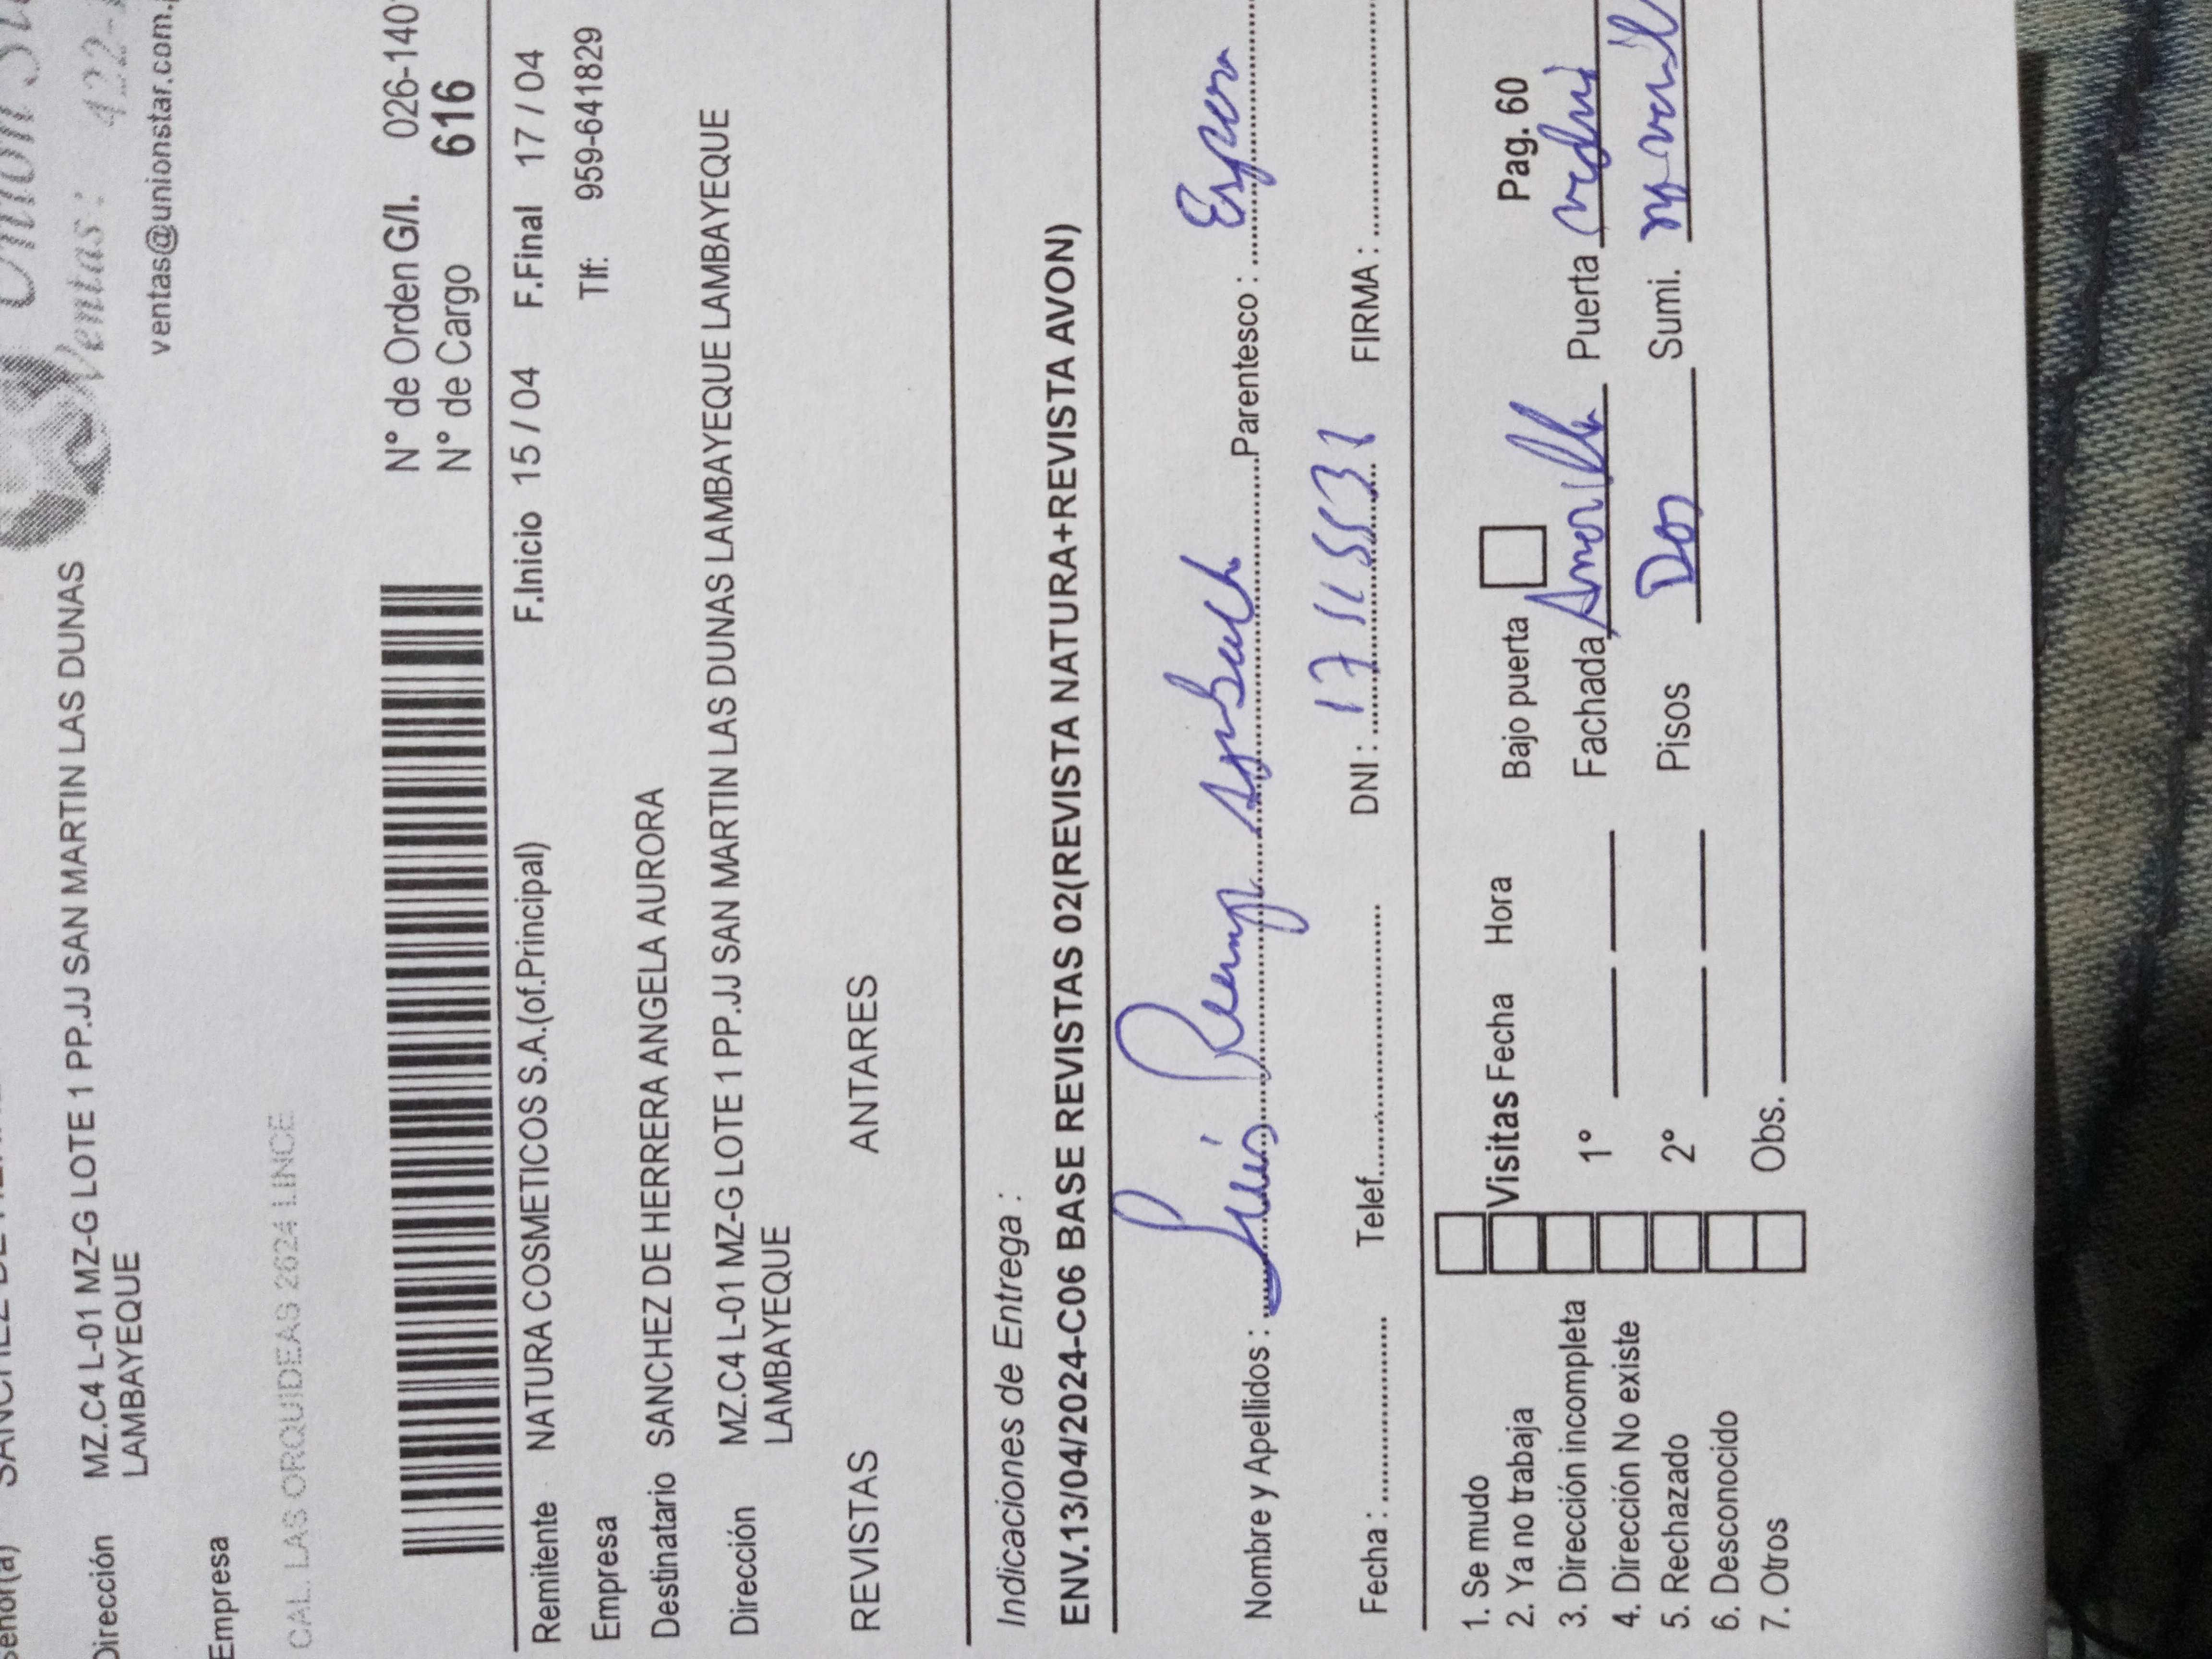 Union Star
Ventas: 422-
ventas@unionstar.com.
Señor(a)
Dirección MZ.C4 L-01 MZ-G LOTE 1 PP.JJ SAN MARTIN LAS DUNAS
LAMBAYEQUE
Empresa
CAL. LAS ORQUIDEAS 2624 LINCE
N° de Orden G/I. 026-140
N° de Cargo 616
Remitente NATURA COSMETICOS S.A.(of.Principal) F.Inicio 15 / 04 F.Final 17 / 04
Empresa Tlf: 959-641829
Destinatario SANCHEZ DE HERRERA ANGELA AURORA
Dirección MZ.C4 L-01 MZ-G LOTE 1 PP.JJ SAN MARTIN LAS DUNAS LAMBAYEQUE LAMBAYEQUE
LAMBAYEQUE
REVISTAS ANTARES
Indicaciones de Entrega :
ENV.13/04/2024-C06 BASE REVISTAS 02(REVISTA NATURA+REVISTA AVON)
Nombre y Apellidos : Luis Parentesco :
Fecha : Telef. DNI : FIRMA :
1. Se mudo
2. Ya no trabaja
3. Dirección incompleta
4. Dirección No existe
5. Rechazado
6. Desconocido
7. Otros
Visitas Fecha Hora Bajo puerta Pag. 60
1° Fachada Puerta
2° Pisos Dos Sumi.
Obs.